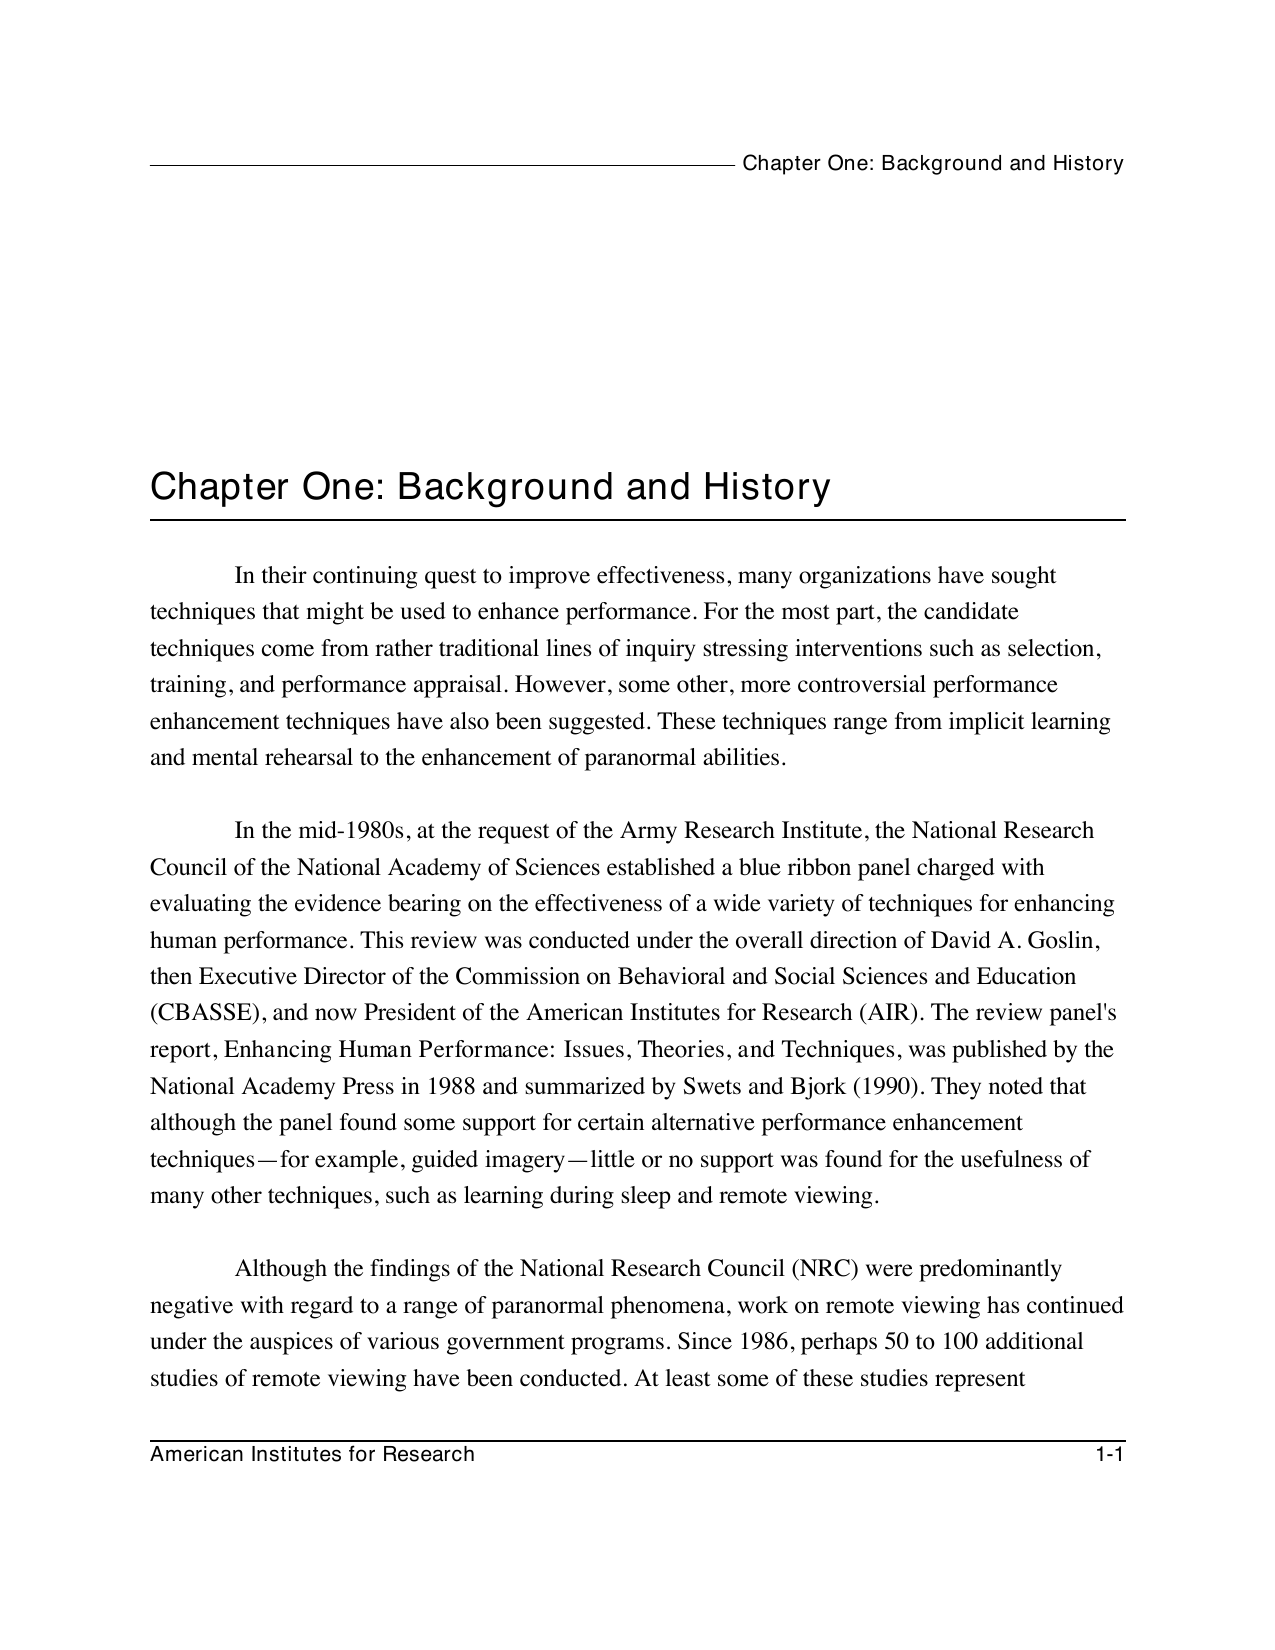 Chapter One: Background and History
Chapter One: Background and History
In their continuing quest to improve effectiveness, many organizations have sought
techniques that might be used to enhance performance. For the most part, the candidate
techniques come from rather traditional lines of inquiry stressing interventions such as selection,
training, and performance appraisal. However, some other, more controversial performance
enhancement techniques have also been suggested. These techniques range from implicit learning
and mental rehearsal to the enhancement of paranormal abilities.
In the mid-1980s, at the request of the Army Research Institute, the National Research
Council of the National Academy of Sciences established a blue ribbon panel charged with
evaluating the evidence bearing on the effectiveness of a wide variety of techniques for enhancing
human performance. This review was conducted under the overall direction of David A. Goslin,
then Executive Director of the Commission on Behavioral and Social Sciences and Education
(CBASSE), and now President of the American Institutes for Research (AIR). The review panel's
report, Enhancing Human Performance: Issues, Theories, and Techniques, was published by the
National Academy Press in 1988 and summarized by Swets and Bjork (1990). They noted that
although the panel found some support for certain alternative performance enhancement
techniques—for example, guided imagery—little or no support was found for the usefulness of
many other techniques, such as learning during sleep and remote viewing.
Although the findings of the National Research Council (NRC) were predominantly
negative with regard to a range of paranormal phenomena, work on remote viewing has continued
under the auspices of various government programs. Since 1986, perhaps 50 to 100 additional
studies of remote viewing have been conducted. At least some of these studies represent
American Institutes for Research 1-1